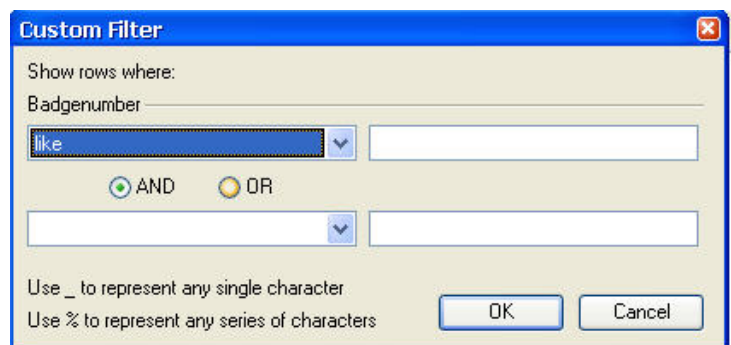 Custom Filter
Show rows where:
Badgenumber
like
AND OR
Use _ to represent any single character
Use % to represent any series of characters
OK Cancel